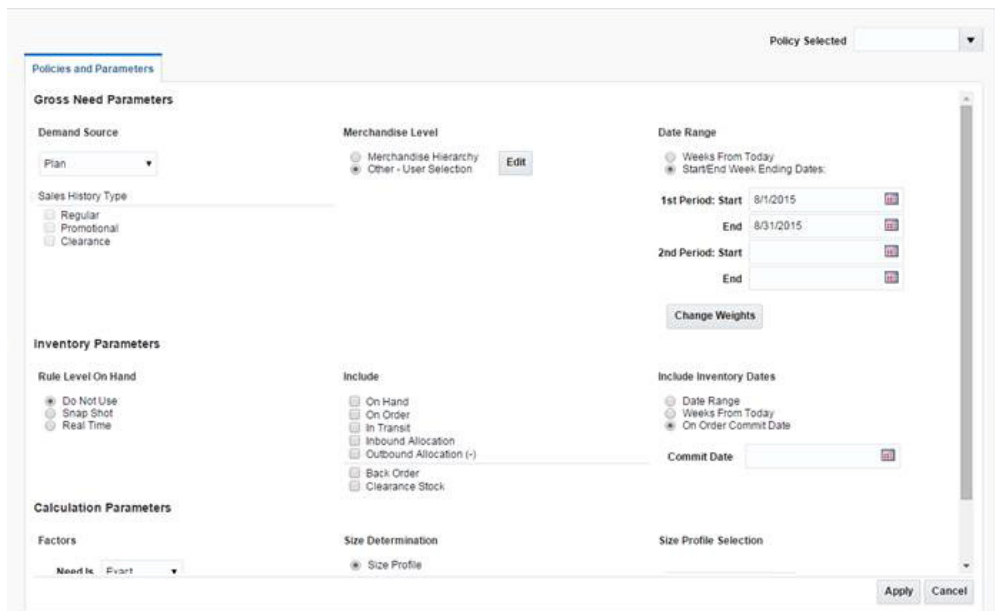 Policy Selected
Policies and Parameters
Gross Need Parameters
Demand Source
Plan
Sales History Type
Regular
Promotional
Clearance
Merchandise Level
Merchandise Hierarchy
Other - User Selection
Edit
Date Range
Weeks From Today
Start/End Week Ending Dates:
1st Period: Start 8/1/2015
End 8/31/2015
2nd Period: Start
End
Change Weights
Inventory Parameters
Rule Level On Hand
Do Not Use
Snap Shot
Real Time
Include
On Hand
On Order
In Transit
Inbound Allocation
Outbound Allocation (-)
Back Order
Clearance Stock
Include Inventory Dates
Date Range
Weeks From Today
On Order Commit Date
Commit Date
Calculation Parameters
Factors
Need Is Exact
Size Determination
Size Profile
Size Profile Selection
Apply Cancel